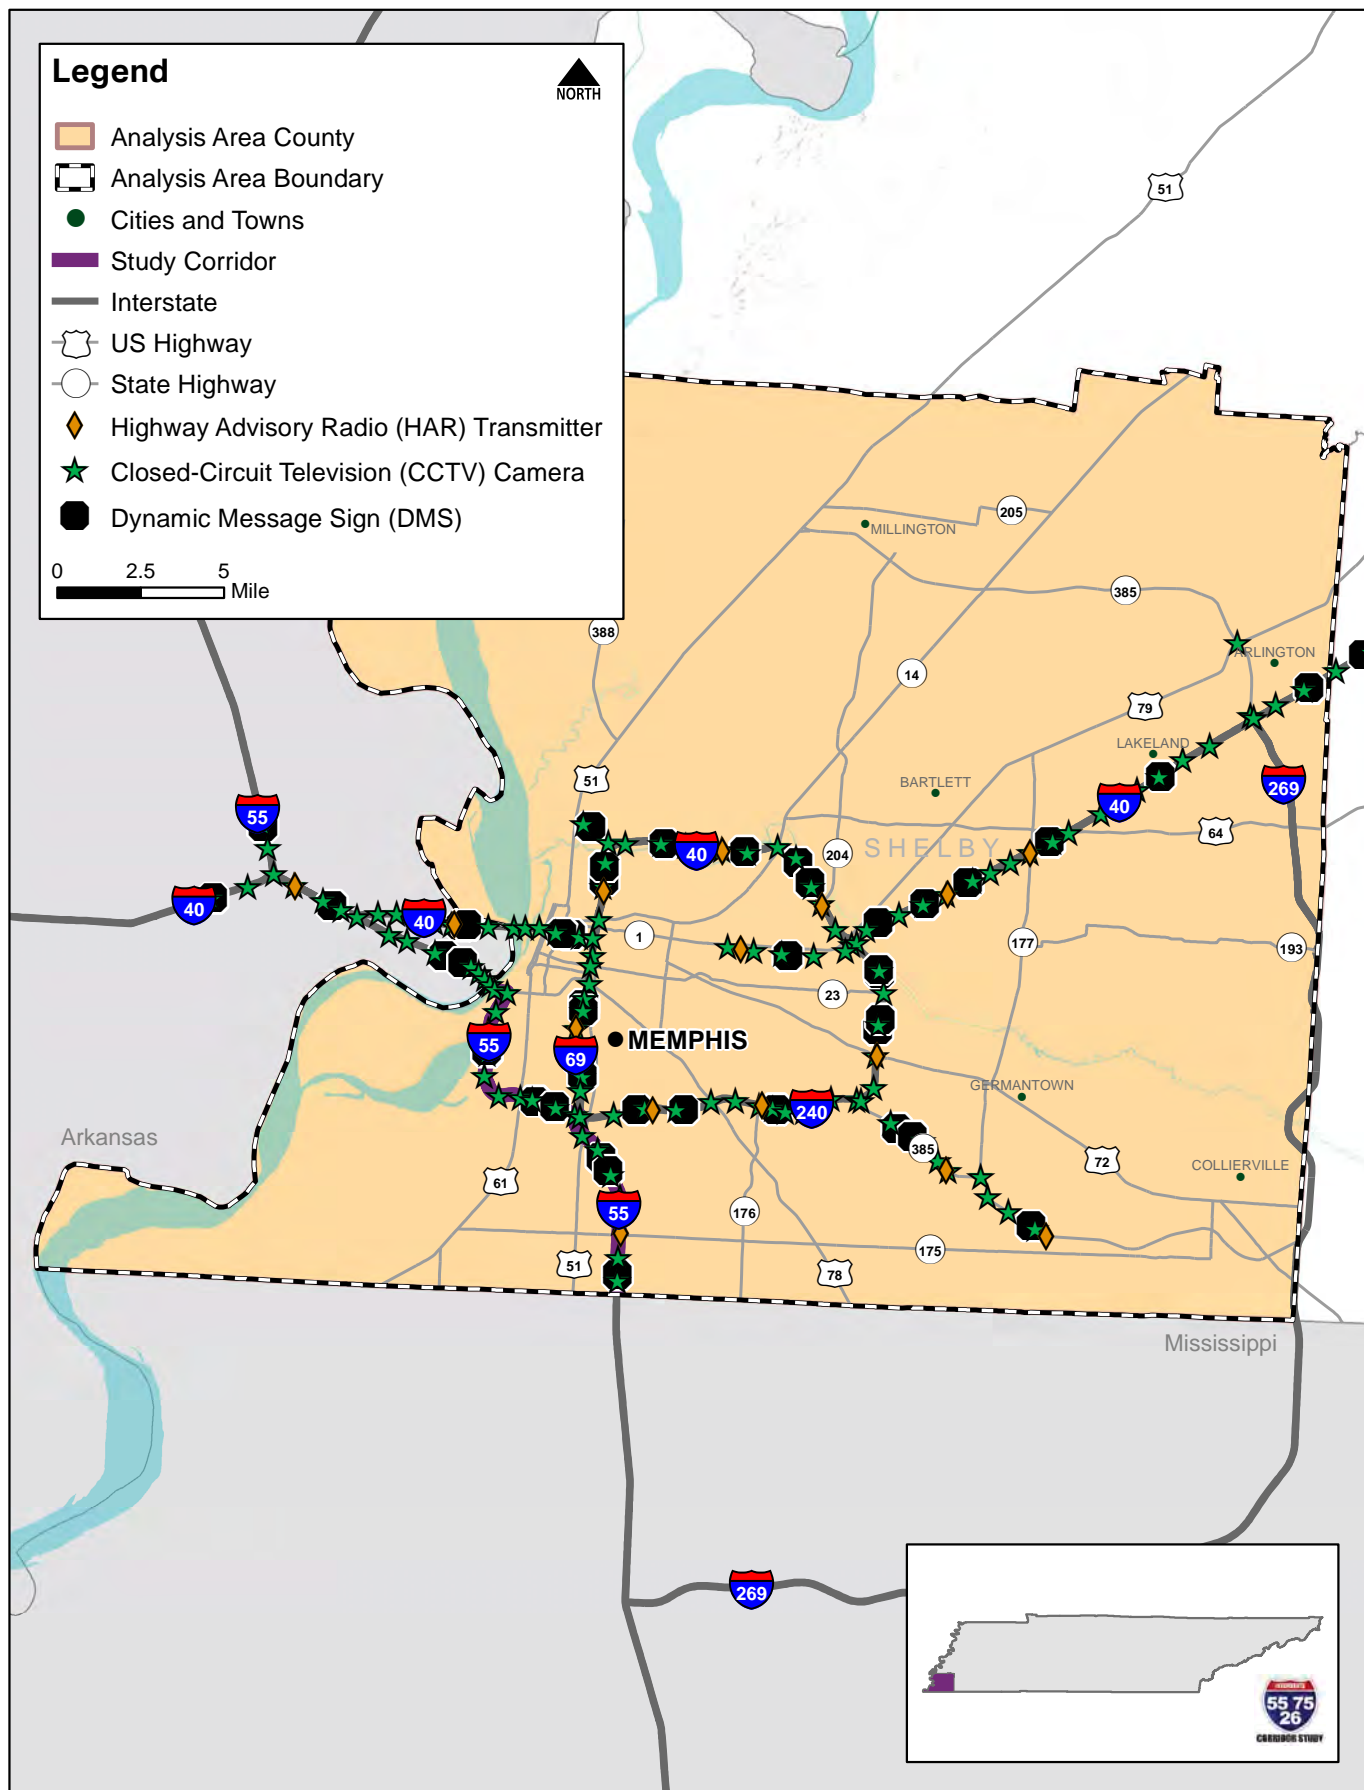 Legend
NORTH
Analysis Area County
Analysis Area Boundary
Cities and Towns
Study Corridor
Interstate
US Highway
State Highway
Highway Advisory Radio (HAR) Transmitter
Closed-Circuit Television (CCTV) Camera
Dynamic Message Sign (DMS)
0 2.5 5
Mile
51
205
MILLINGTON
385
388
ARLINGTON
14
79
LAKELAND
51
BARTLETT
269
40
55
64
SHELBY
204
40
40
40
1
177
193
23
MEMPHIS
55
69
GERMANTOWN
240
Arkansas
385
72
COLLIERVILLE
61
55
176
175
51
78
Mississippi
269
55 75
26
CORRIDOR STUDY